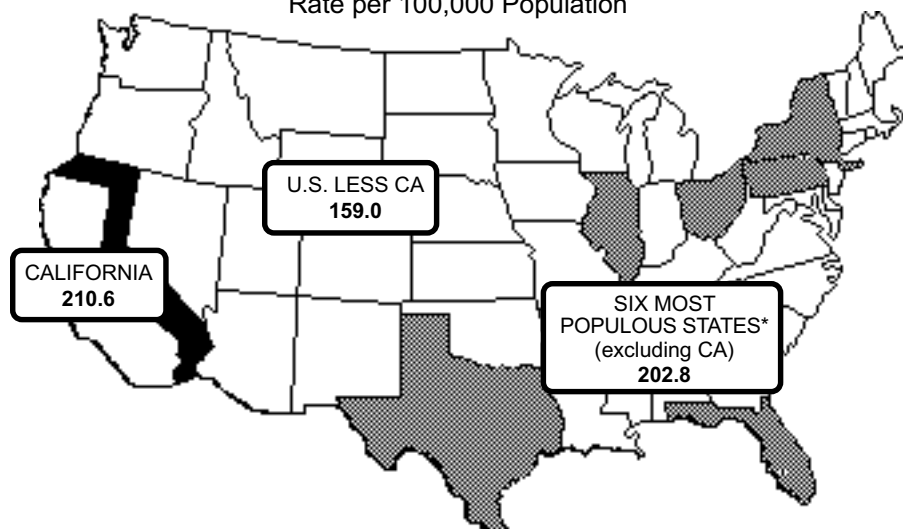 Rate per 100,000 Population
U.S. LESS CA
159.0
CALIFORNIA
210.6
SIX MOST
POPULOUS STATES*
(excluding CA)
202.8